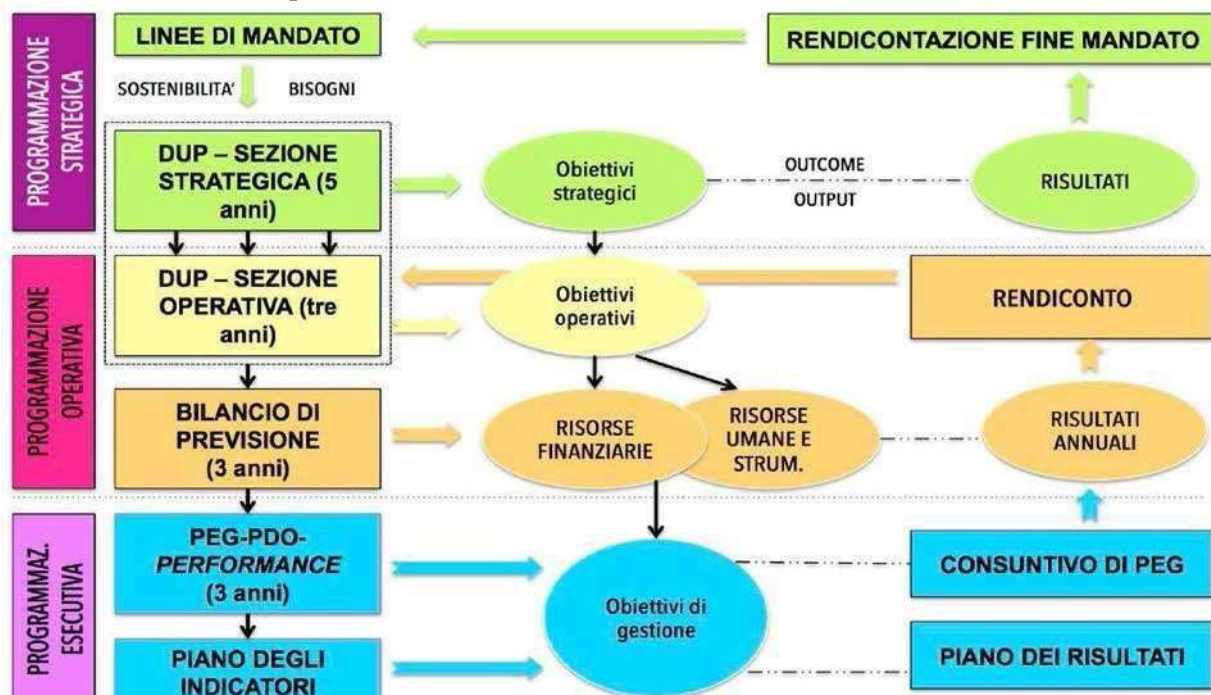 PROGRAMMAZIONE
STRATEGICA
LINEE DI MANDATO
RENDICONTAZIONE FINE MANDATO
SOSTENIBILITA'
BISOGNI
DUP – SEZIONE
STRATEGICA (5
anni)
Obiettivi
strategici
OUTCOME
OUTPUT
RISULTATI
PROGRAMMAZIONE
OPERATIVA
DUP – SEZIONE
OPERATIVA (tre
anni)
Obiettivi
operativi
RENDICONTO
BILANCIO DI
PREVISIONE
(3 anni)
RISORSE
FINANZIARIE
RISORSE
UMANE E
STRUM.
RISULTATI
ANNUALI
PROGRAMMAZ.
ESECUTIVA
PEG-PDO-
PERFORMANCE
(3 anni)
Obiettivi di
gestione
CONSUNTIVO DI PEG
PIANO DEGLI
INDICATORI
PIANO DEI RISULTATI